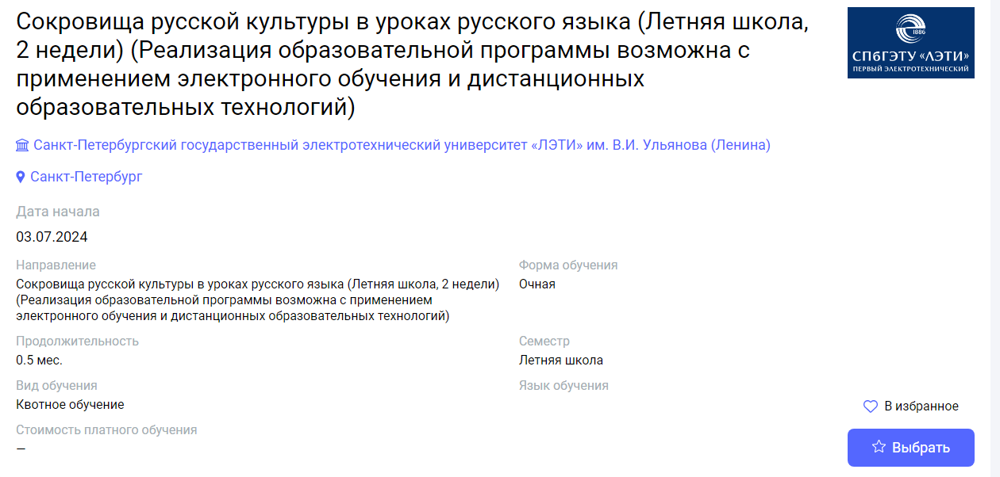 Сокровища русской культуры в уроках русского языка (Летняя школа,
2 недели) (Реализация образовательной программы возможна с
применением электронного обучения и дистанционных
образовательных технологий)
1886
СПбГЭТУ «ЛЭТИ»
ПЕРВЫЙ ЭЛЕКТРОТЕХНИЧЕСКИЙ
Санкт-Петербургский государственный электротехнический университет «ЛЭТИ» им. В.И. Ульянова (Ленина)
Санкт-Петербург
Дата начала
03.07.2024
Направление
Сокровища русской культуры в уроках русского языка (Летняя школа, 2 недели)
(Реализация образовательной программы возможна с применением
электронного обучения и дистанционных образовательных технологий)
Форма обучения
Очная
Продолжительность
0.5 мес.
Семестр
Летняя школа
Вид обучения
Квотное обучение
Язык обучения
Стоимость платного обучения
—
В избранное
Выбрать